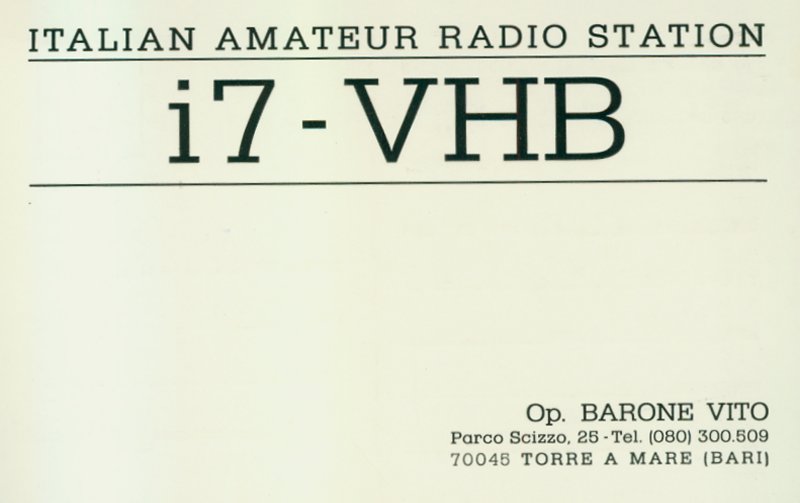 ITALIAN AMATEUR RADIO STATION
i7-VHB
Op. BARONE VITO
Parco Scizzo, 25 - Tel. (080) 300.509
70045 TORRE A MARE (BARI)